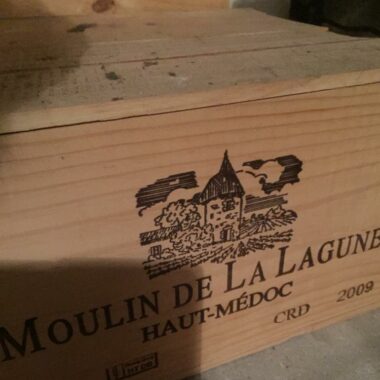 MOULIN DE LA LAGUNE
HAUT-MÉDOC
CRD 2009